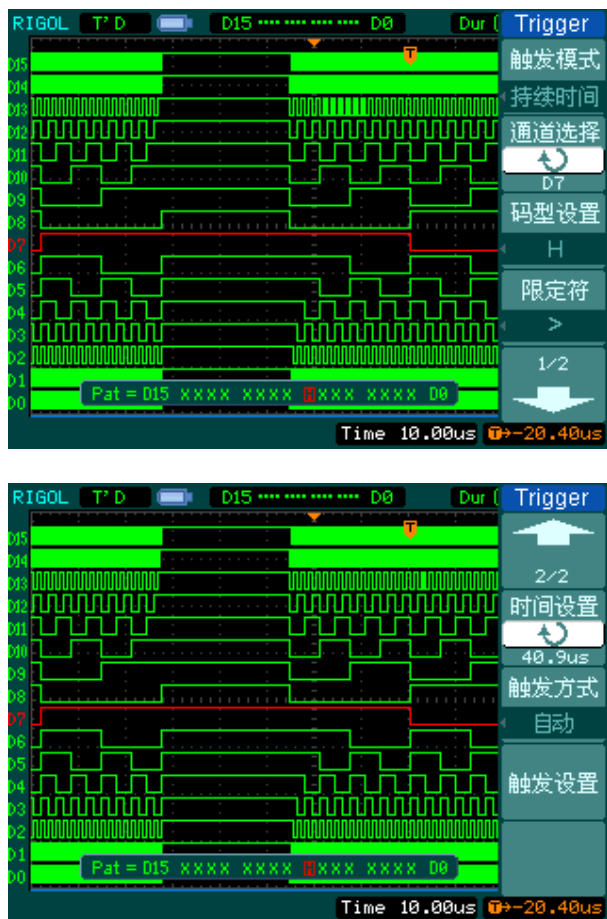 RIGOL T'D D15 ···· ···· ···· ···· D0 Dur ( Trigger
触发模式
持续时间
通道选择
D7
码型设置
H
限定符
>
1/2
D15
D14
D13
D12
D11
D10
D9
D8
D7
D6
D5
D4
D3
D2
D1
D0
T
Pat = D15 XXXX XXXX HXXX XXXX D0
Time 10.00us T→-20.40us
RIGOL T'D D15 ···· ···· ···· ···· D0 Dur ( Trigger
2/2
时间设置
40.9us
触发方式
自动
触发设置
D15
D14
D13
D12
D11
D10
D9
D8
D7
D6
D5
D4
D3
D2
D1
D0
T
Pat = D15 XXXX XXXX HXXX XXXX D0
Time 10.00us T→-20.40us